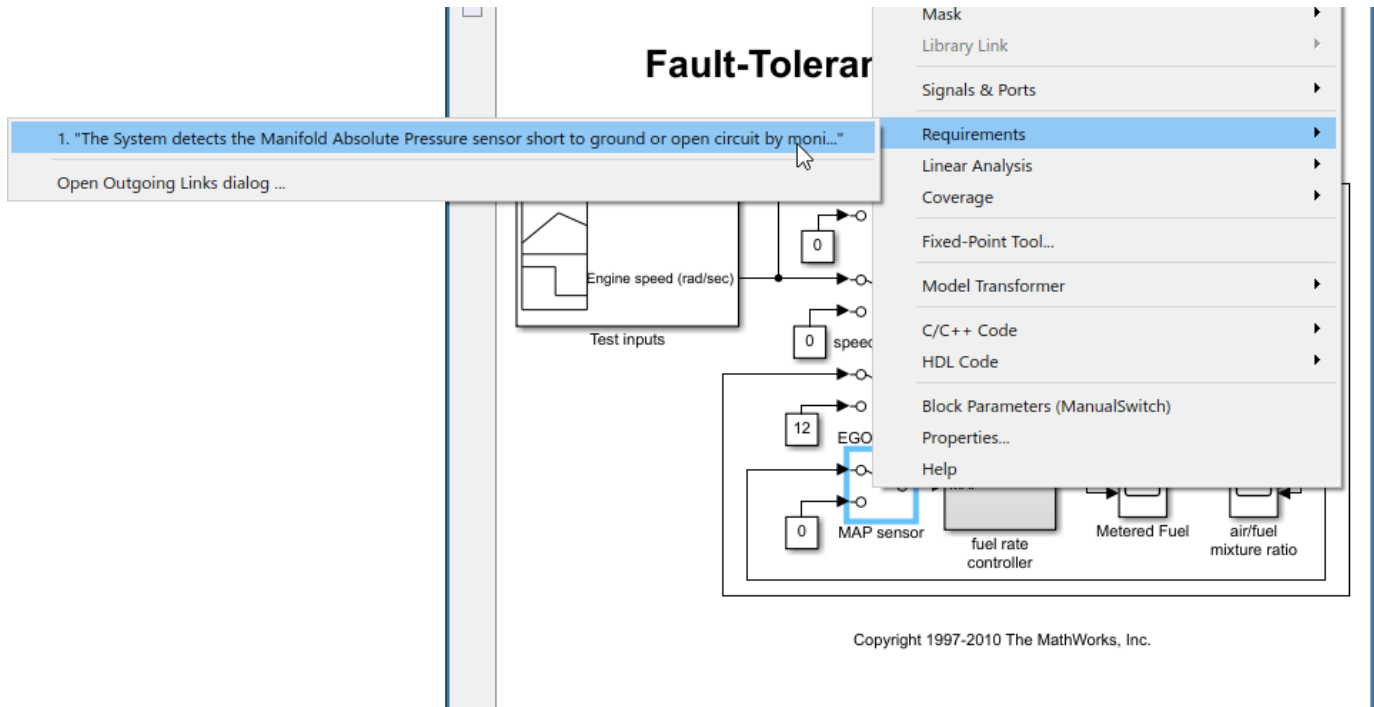 Mask
Library Link
Fault-Toleran
Signals & Ports
Requirements
1. "The System detects the Manifold Absolute Pressure sensor short to ground or open circuit by moni..."
Open Outgoing Links dialog ...
Linear Analysis
Coverage
Fixed-Point Tool...
Model Transformer
C/C++ Code
HDL Code
Block Parameters (ManualSwitch)
Properties...
Help
0
Engine speed (rad/sec)
Test inputs
0
speed
12
EGO
0
MAP sensor
fuel rate
controller
Metered Fuel
air/fuel
mixture ratio
Copyright 1997-2010 The MathWorks, Inc.